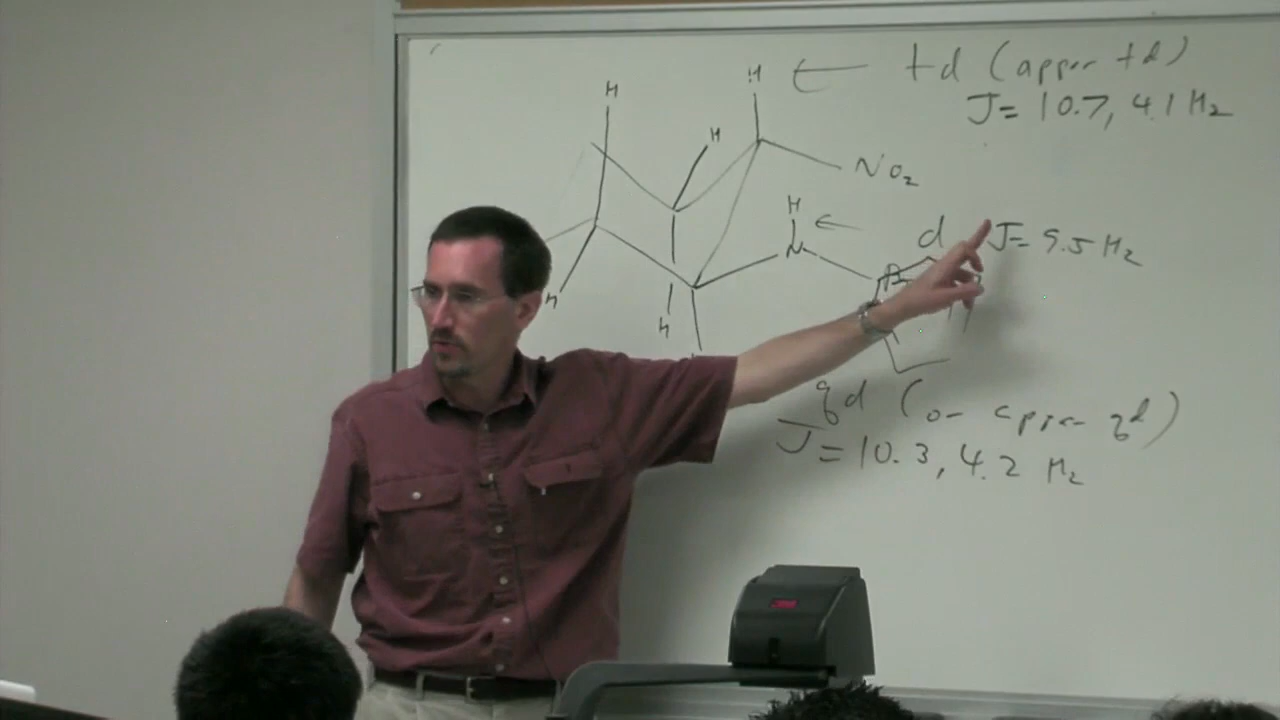 H
H
td (appar td)
J= 10.7, 4.1 Hz
H
NO2
H
d J= 9.5 Hz
N
H
H
qd (or appar qd)
J = 10.3, 4.2 Hz
3M